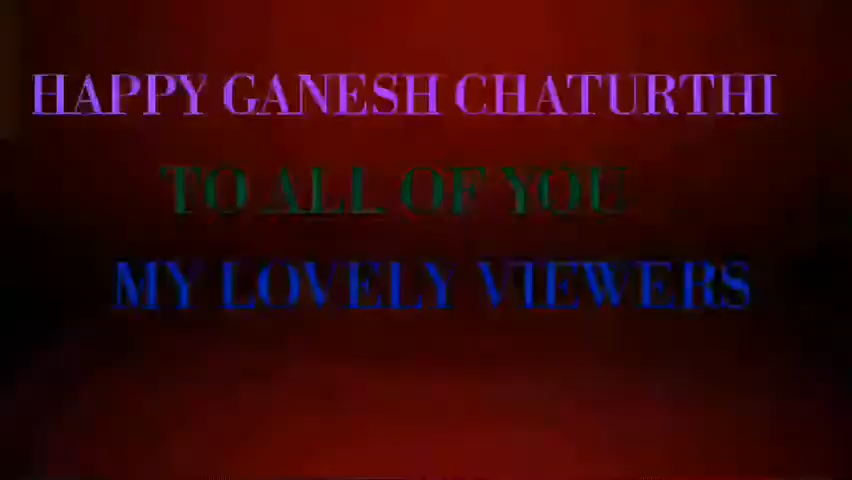 HAPPY GANESH CHATURTHI
TO ALL OF YOU
MY LOVELY VIEWERS